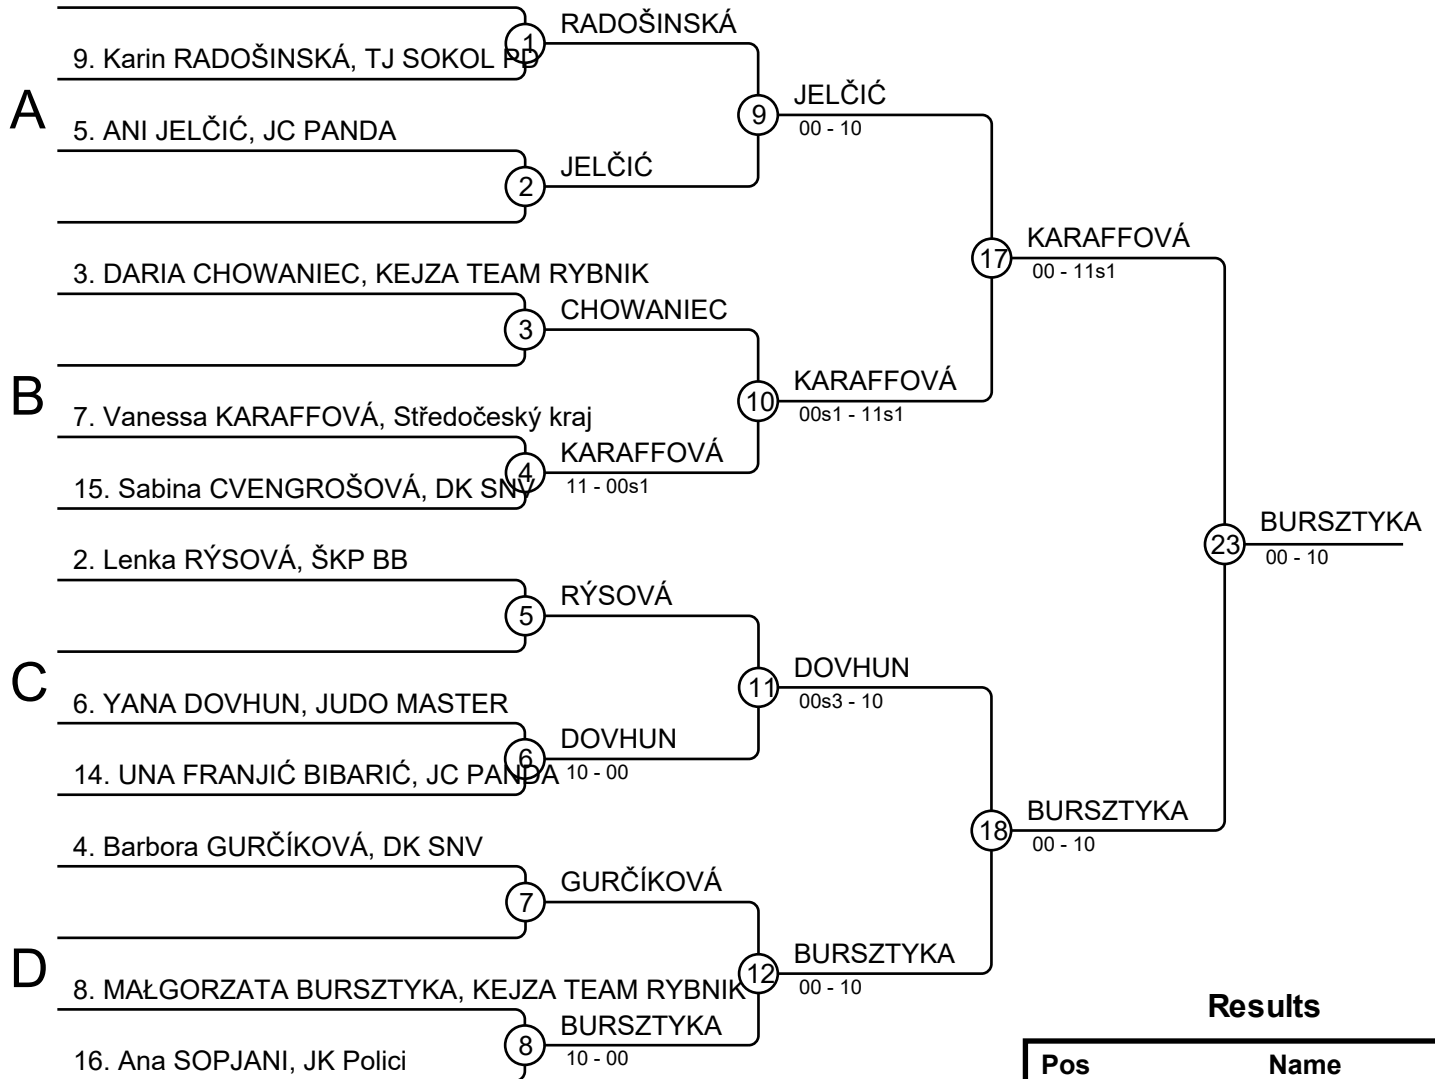 RADOŠINSKÁ
1
9. Karin RADOŠINSKÁ, TJ SOKOL PD
A
JELČIĆ
9
00 - 10
5. ANI JELČIĆ, JC PANDA
JELČIĆ
2
KARAFFOVÁ
17
00 - 11s1
3. DARIA CHOWANIEC, KEJZA TEAM RYBNIK
CHOWANIEC
3
B
KARAFFOVÁ
10
00s1 - 11s1
7. Vanessa KARAFFOVÁ, Středočeský kraj
KARAFFOVÁ
4
11 - 00s1
15. Sabina CVENGROŠOVÁ, DK SNV
BURSZTYKA
23
00 - 10
2. Lenka RÝSOVÁ, ŠKP BB
RÝSOVÁ
5
C
DOVHUN
11
00s3 - 10
6. YANA DOVHUN, JUDO MASTER
DOVHUN
6
10 - 00
14. UNA FRANJIĆ BIBARIĆ, JC PANDA
BURSZTYKA
18
00 - 10
4. Barbora GURČÍKOVÁ, DK SNV
GURČÍKOVÁ
7
D
BURSZTYKA
12
00 - 10
8. MAŁGORZATA BURSZTYKA, KEJZA TEAM RYBNIK
BURSZTYKA
8
10 - 00
16. Ana SOPJANI, JK Polici
Results
Pos Name